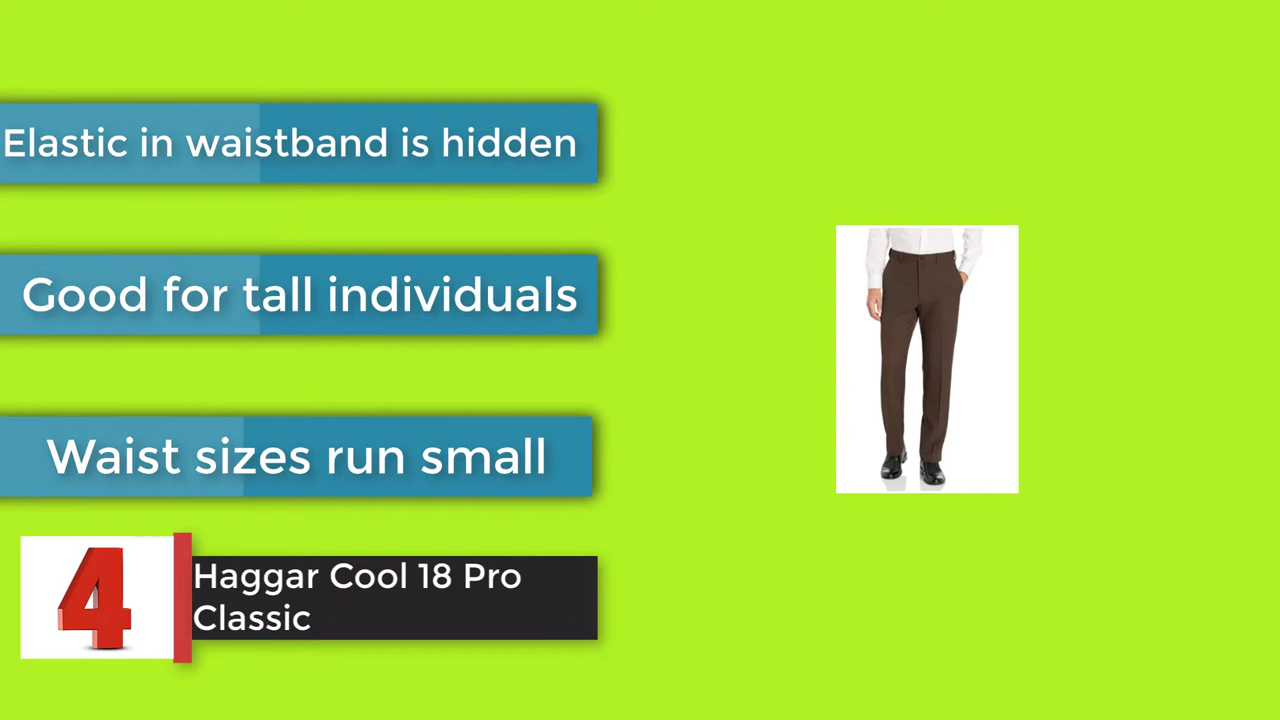 Elastic in waistband is hidden
Good for tall individuals
Waist sizes run small
4
Haggar Cool 18 Pro
Classic